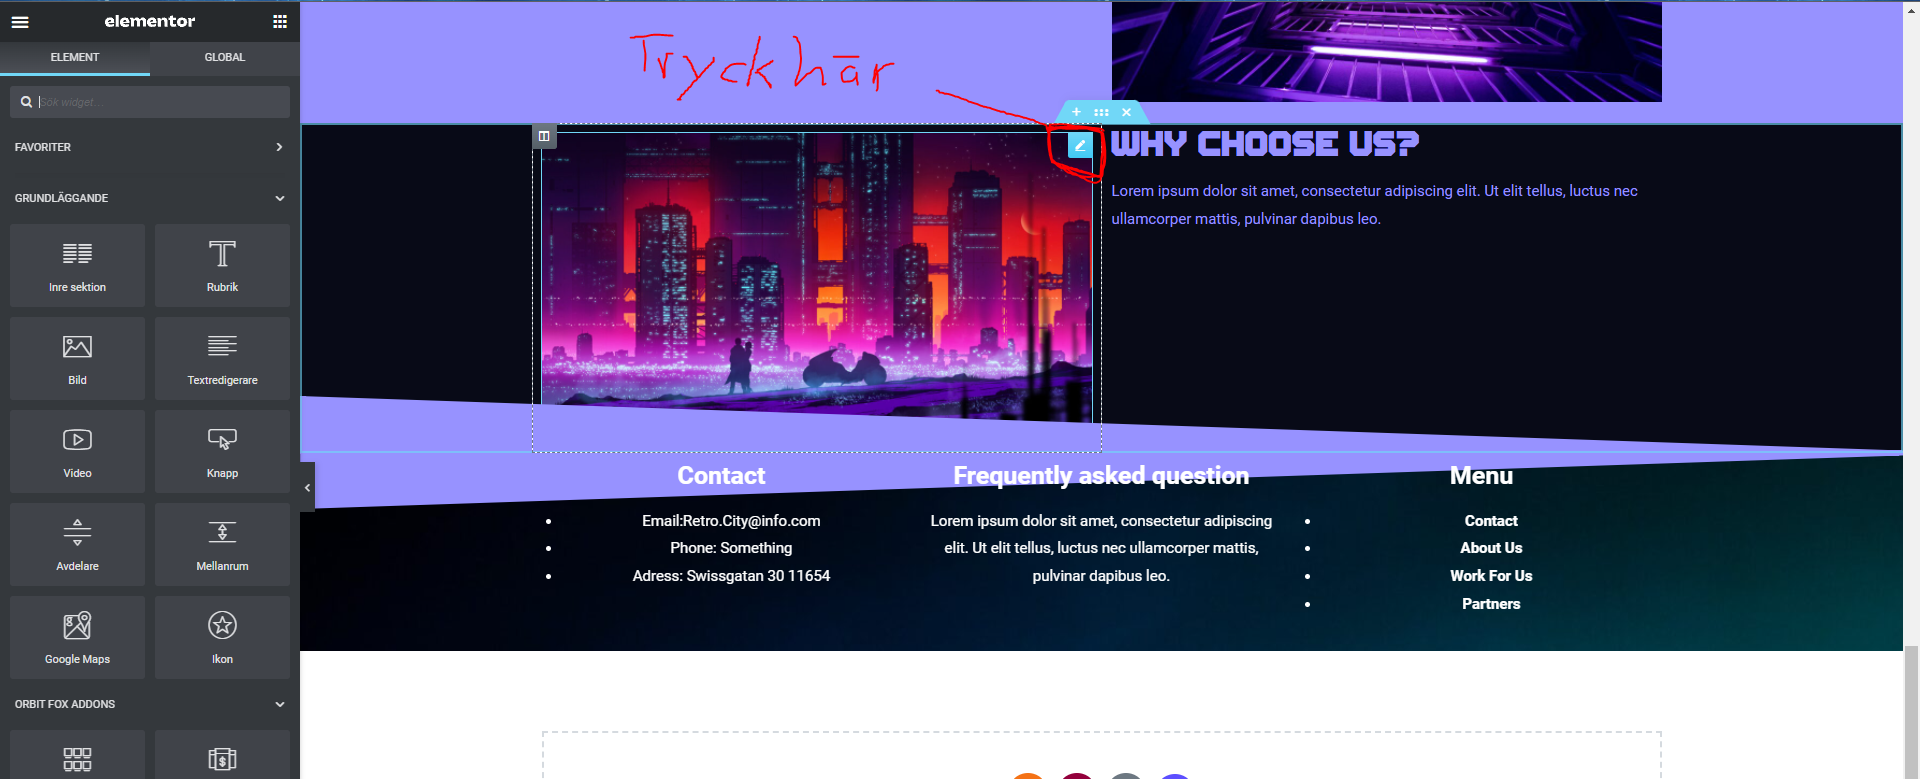 elementor
ELEMENT
GLOBAL
Sök widget...
FAVORITER
GRUNDLÄGGANDE
Inre sektion
Rubrik
Bild
Textredigerare
Video
Knapp
Avdelare
Mellanrum
Google Maps
Ikon
ORBIT FOX ADDONS
Tryck här
WHY CHOOSE US?
Lorem ipsum dolor sit amet, consectetur adipiscing elit. Ut elit tellus, luctus nec
ullamcorper mattis, pulvinar dapibus leo.
Contact
Email:Retro.City@info.com
Phone: Something
Adress: Swissgatan 30 11654
Frequently asked question
Lorem ipsum dolor sit amet, consectetur adipiscing
elit. Ut elit tellus, luctus nec ullamcorper mattis,
pulvinar dapibus leo.
Menu
Contact
About Us
Work For Us
Partners